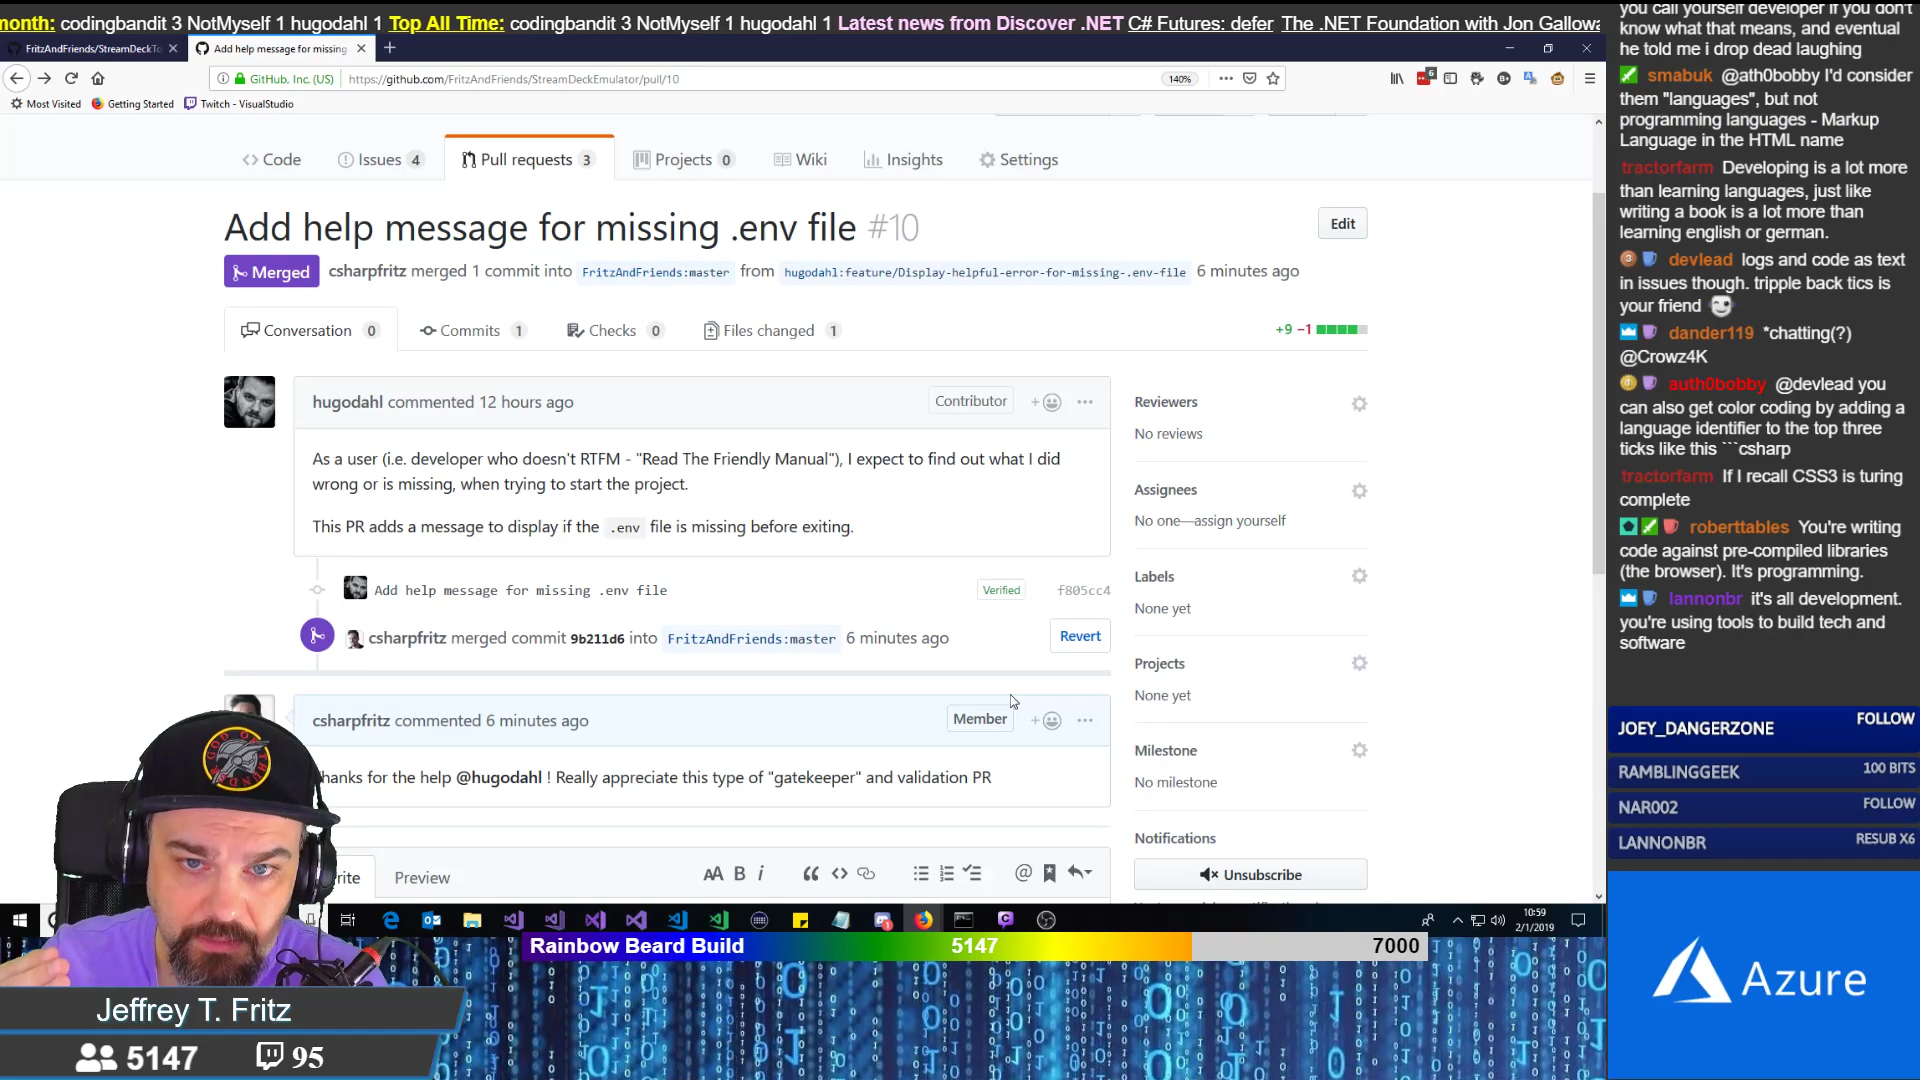 month: codingbandit 3 NotMyself 1 hugodahl 1 Top All Time: codingbandit 3 NotMyself 1 hugodahl 1 Latest news from Discover .NET C# Futures: defer The .NET Foundation with Jon Gallowa
FritzAndFriends/StreamDeckTo
Add help message for missing
GitHub, Inc. (US)
https://github.com/FritzAndFriends/StreamDeckEmulator/pull/10
140%
6
Most Visited
Getting Started
Twitch - VisualStudio
Code
Issues 4
Pull requests 3
Projects 0
Wiki
Insights
Settings
Add help message for missing .env file #10
Edit
Merged
csharpfritz merged 1 commit into FritzAndFriends:master from hugodahl:feature/Display-helpful-error-for-missing-.env-file 6 minutes ago
Conversation 0
Commits 1
Checks 0
Files changed 1
+9 −1
hugodahl commented 12 hours ago
Contributor
As a user (i.e. developer who doesn't RTFM - "Read The Friendly Manual"), I expect to find out what I did
wrong or is missing, when trying to start the project.
This PR adds a message to display if the .env file is missing before exiting.
Add help message for missing .env file
Verified
f805cc4
csharpfritz merged commit 9b211d6 into FritzAndFriends:master 6 minutes ago
Revert
csharpfritz commented 6 minutes ago
Member
hanks for the help @hugodahl ! Really appreciate this type of "gatekeeper" and validation PR
rite
Preview
Reviewers
No reviews
Assignees
No one—assign yourself
Labels
None yet
Projects
None yet
Milestone
No milestone
Notifications
Unsubscribe
10:59
2/1/2019
you call yourself developer if you don't
know what that means, and eventual
he told me i drop dead laughing
smabuk @ath0bobby I'd consider
them "languages", but not
programming languages - Markup
Language in the HTML name
tractorfarm Developing is a lot more
than learning languages, just like
writing a book is a lot more than
learning english or german.
devlead logs and code as text
in issues though. tripple back tics is
your friend
dander119 *chatting(?)
@Crowz4K
auth0bobby @devlead you
can also get color coding by adding a
language identifier to the top three
ticks like this ```csharp
tractorfarm If I recall CSS3 is turing
complete
roberttables You're writing
code against pre-compiled libraries
(the browser). It's programming.
lannonbr it's all development.
you're using tools to build tech and
software
JOEY_DANGERZONE FOLLOW
RAMBLINGGEEK 100 BITS
NAR002 FOLLOW
LANNONBR RESUB X6
Azure
GOD OF THUNDER
Rainbow Beard Build 5147 7000
Jeffrey T. Fritz
5147 95